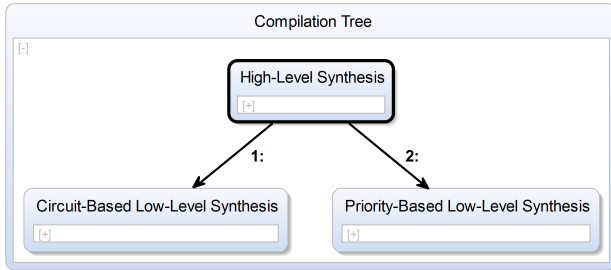 Compilation Tree
[-]
High-Level Synthesis
[+]
1:
2:
Circuit-Based Low-Level Synthesis
[+]
Priority-Based Low-Level Synthesis
[+]